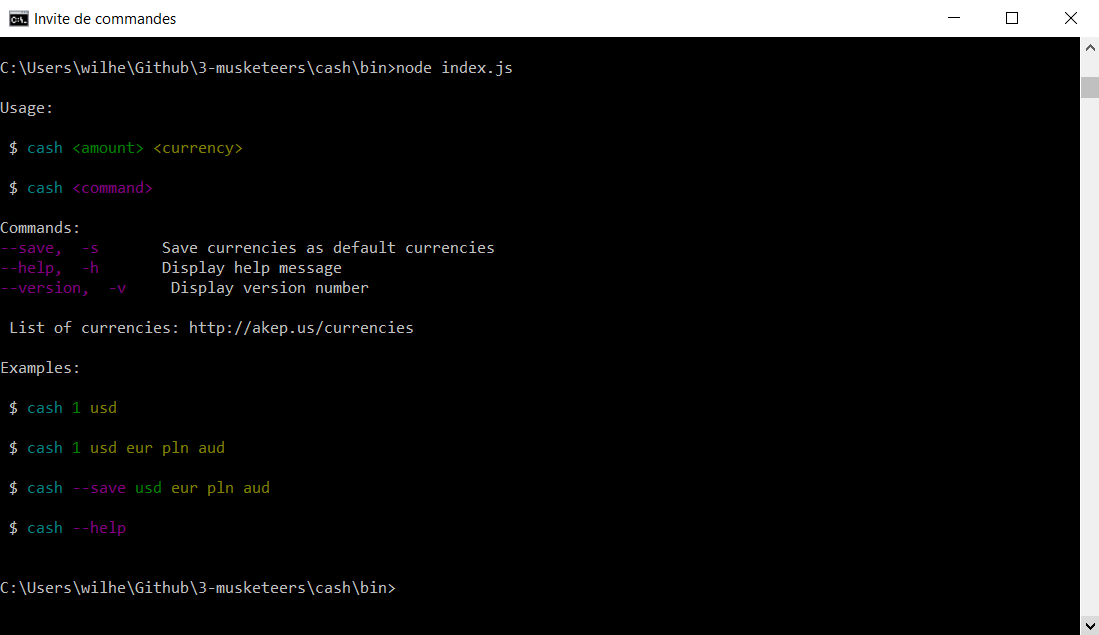 Invite de commandes
C:\Users\wilhe\Github\3-musketeers\cash\bin>node index.js
Usage:
$ cash <amount> <currency>
$ cash <command>
Commands:
--save,  -s       Save currencies as default currencies
--help,  -h       Display help message
--version,  -v     Display version number
List of currencies: http://akep.us/currencies
Examples:
$ cash 1 usd
$ cash 1 usd eur pln aud
$ cash --save usd eur pln aud
$ cash --help
C:\Users\wilhe\Github\3-musketeers\cash\bin>